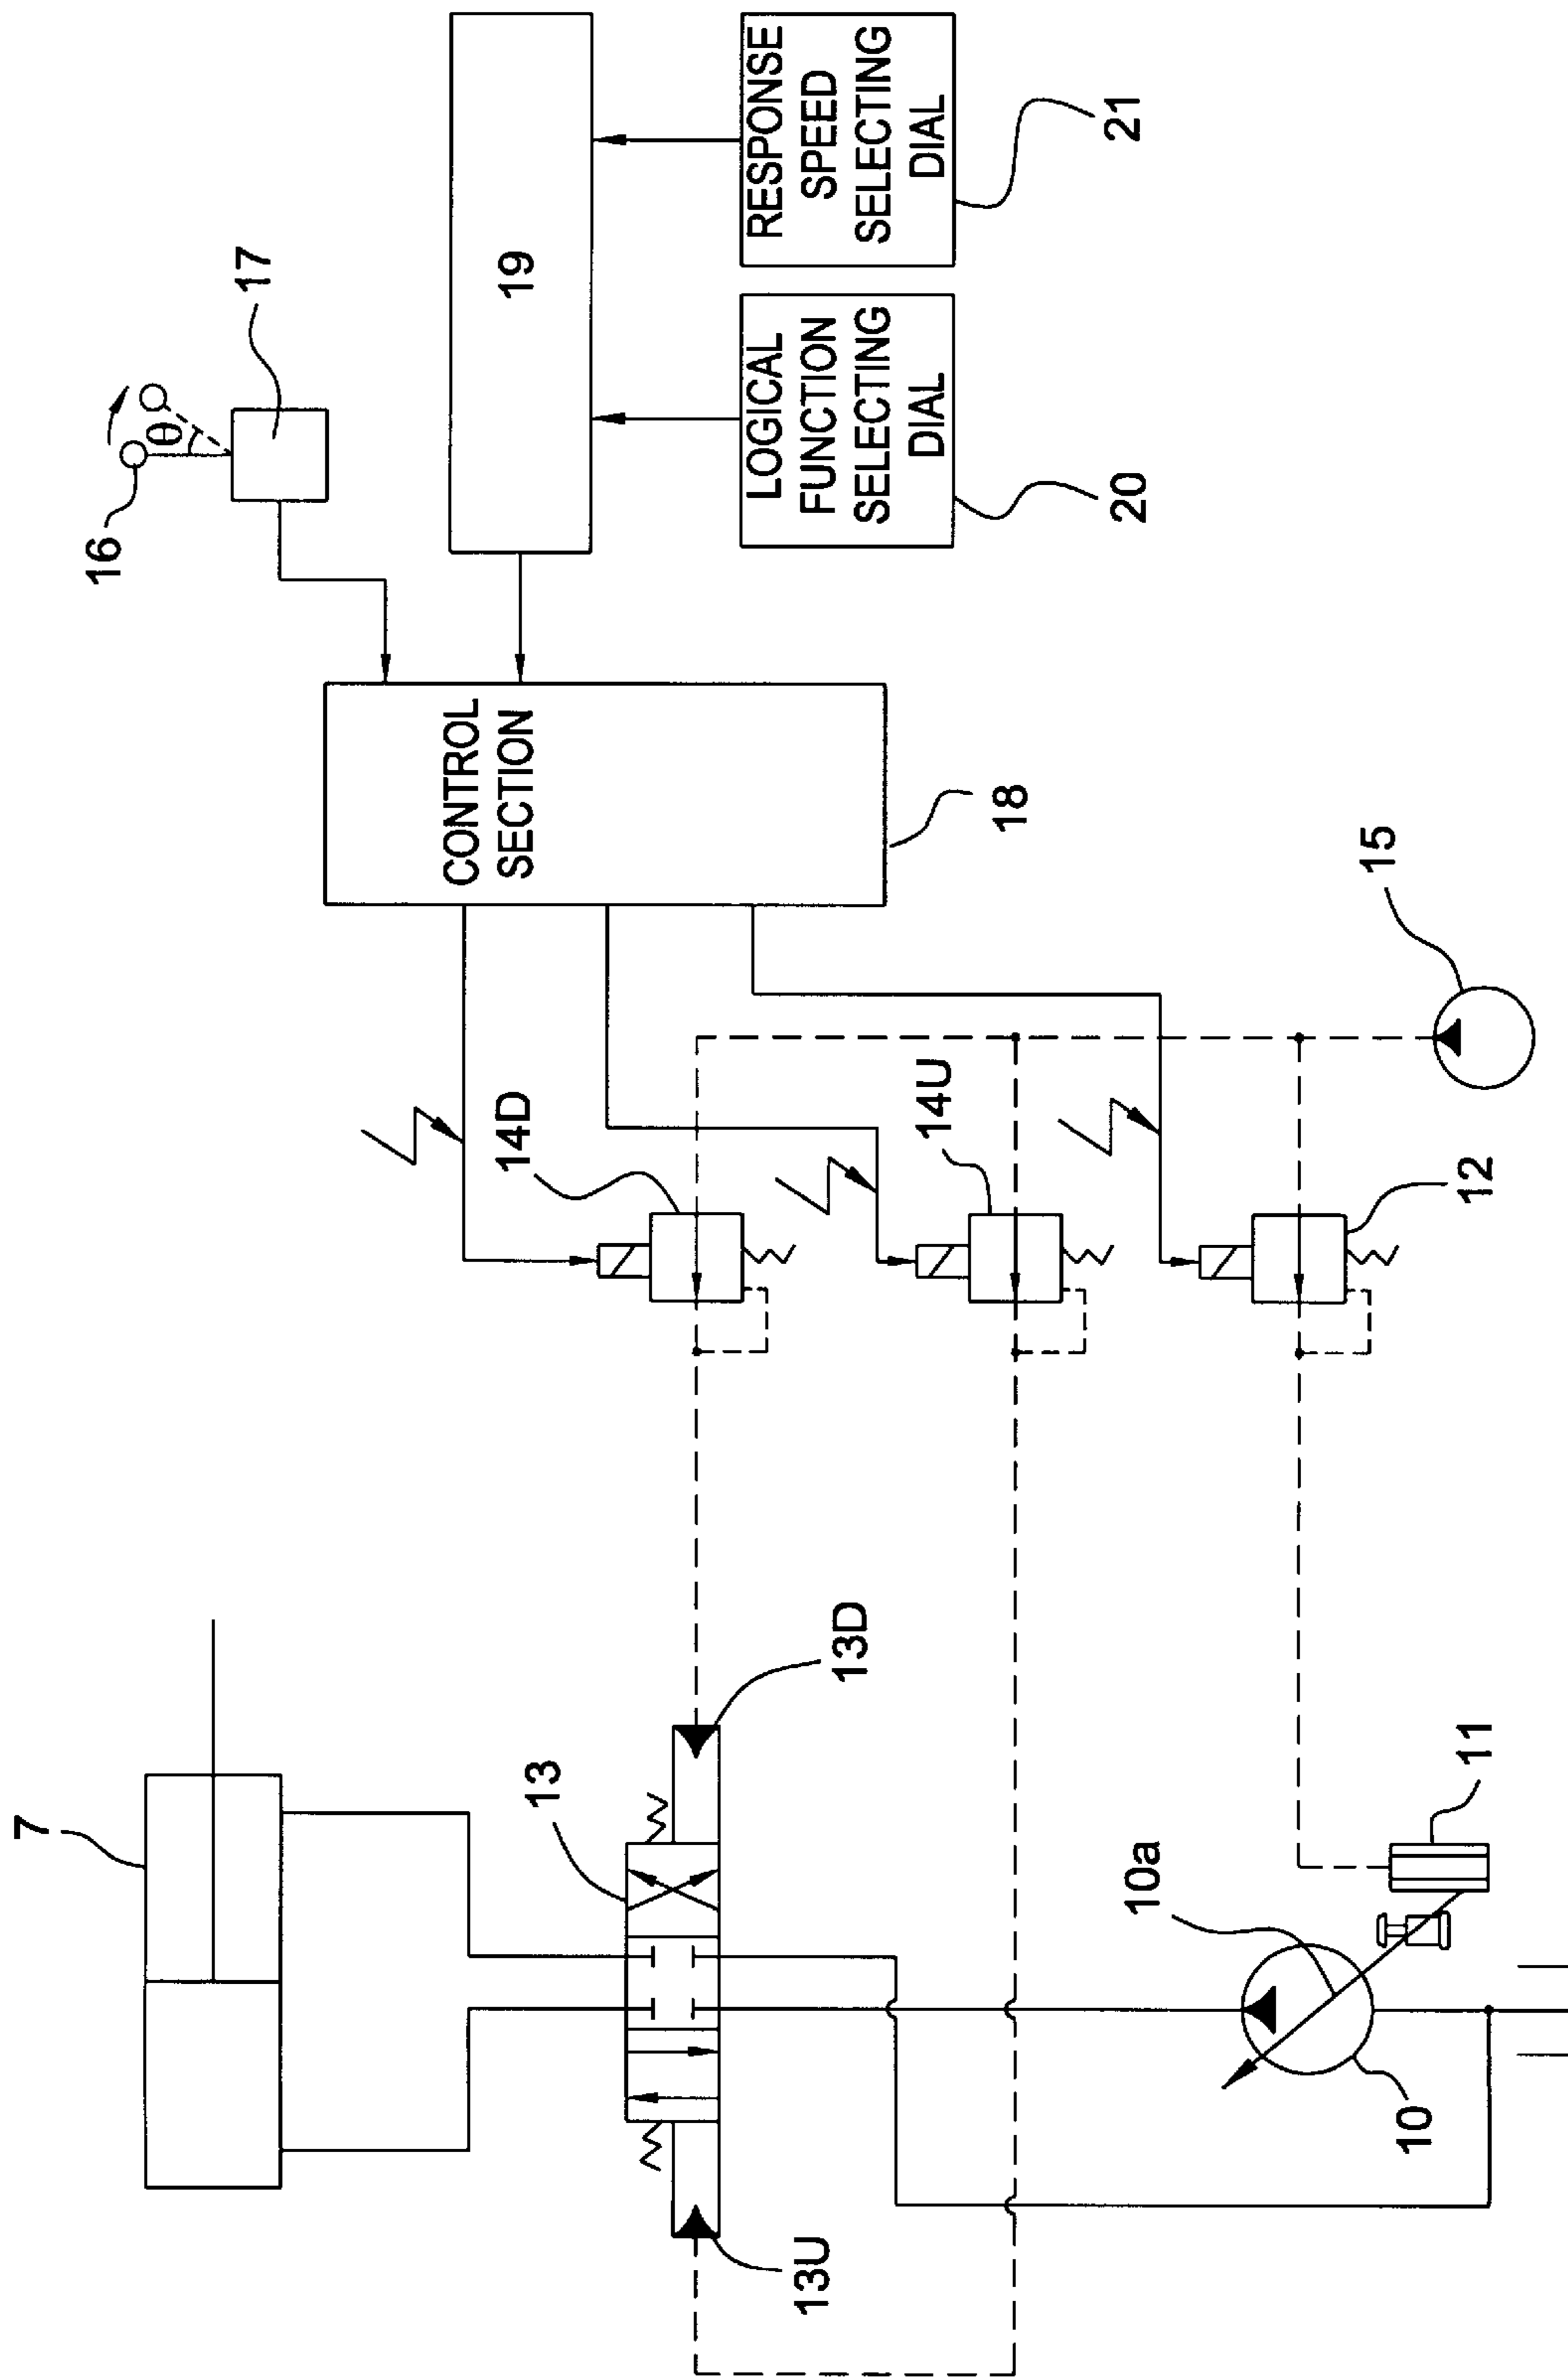 7
13
13U
13D
10
10a
11
12
14D
14U
15
16
θ
17
CONTROL
SECTION
18
19
LOGICAL
FUNCTION
SELECTING
DIAL
20
RESPONSE
SPEED
SELECTING
DIAL
21